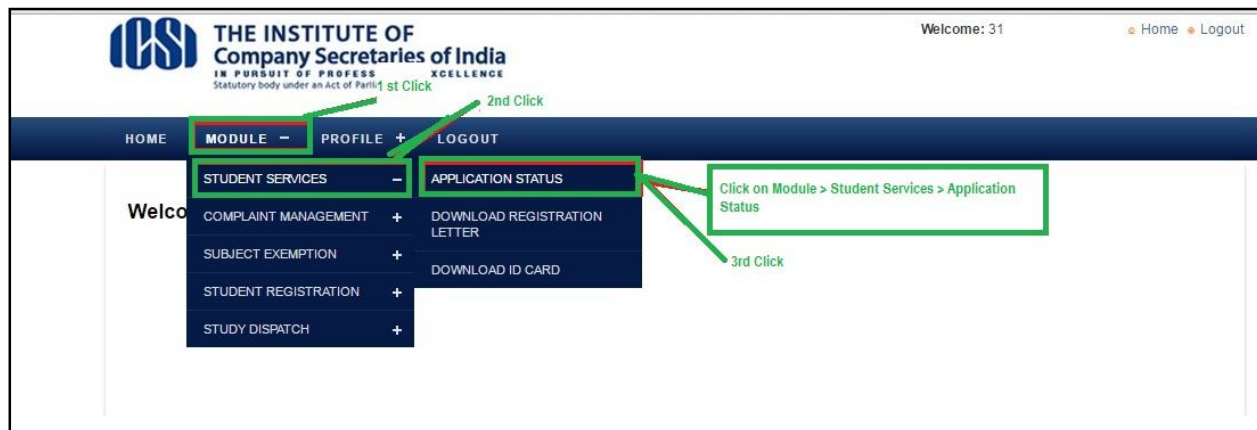 THE INSTITUTE OF
Welcome: 31
Home
Logout
Company Secretaries of India
IN PURSUIT OF PROFESS XCELLENCE
Statutory body under an Act of Parli
1 st Click
2nd Click
HOME
MODULE −
PROFILE +
LOGOUT
STUDENT SERVICES −
APPLICATION STATUS
Click on Module > Student Services > Application
Status
Welco
COMPLAINT MANAGEMENT +
DOWNLOAD REGISTRATION
LETTER
SUBJECT EXEMPTION +
3rd Click
DOWNLOAD ID CARD
STUDENT REGISTRATION +
STUDY DISPATCH +